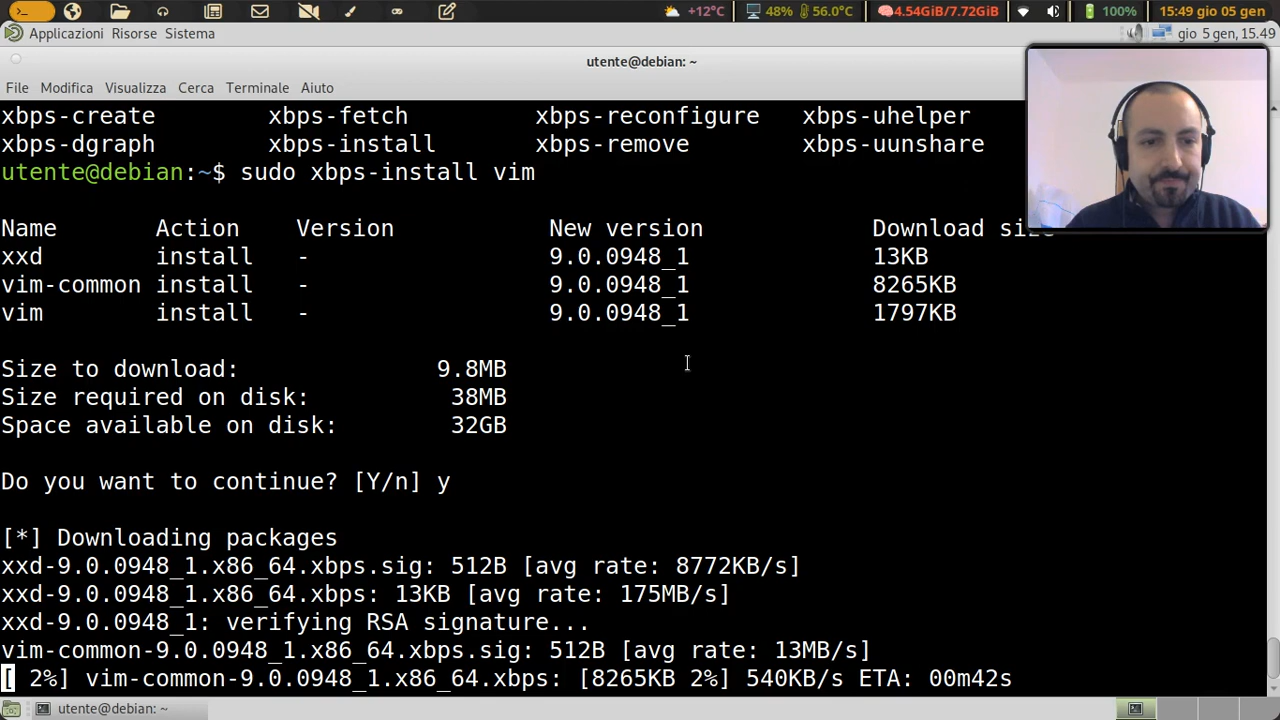 +12°C 48% 56.0°C 4.54GiB/7.72GiB 100% 15:49 gio 05 gen
Applicazioni Risorse Sistema gio 5 gen, 15.49
utente@debian: ~
File Modifica Visualizza Cerca Terminale Aiuto
xbps-create xbps-fetch xbps-reconfigure xbps-uhelper
xbps-dgraph xbps-install xbps-remove xbps-uunshare
utente@debian:~$ sudo xbps-install vim
Name Action Version New version Download size
xxd install - 9.0.0948_1 13KB
vim-common install - 9.0.0948_1 8265KB
vim install - 9.0.0948_1 1797KB
Size to download: 9.8MB
Size required on disk: 38MB
Space available on disk: 32GB
Do you want to continue? [Y/n] y
[*] Downloading packages
xxd-9.0.0948_1.x86_64.xbps.sig: 512B [avg rate: 8772KB/s]
xxd-9.0.0948_1.x86_64.xbps: 13KB [avg rate: 175MB/s]
xxd-9.0.0948_1: verifying RSA signature...
vim-common-9.0.0948_1.x86_64.xbps.sig: 512B [avg rate: 13MB/s]
[ 2%] vim-common-9.0.0948_1.x86_64.xbps: [8265KB 2%] 540KB/s ETA: 00m42s
utente@debian: ~